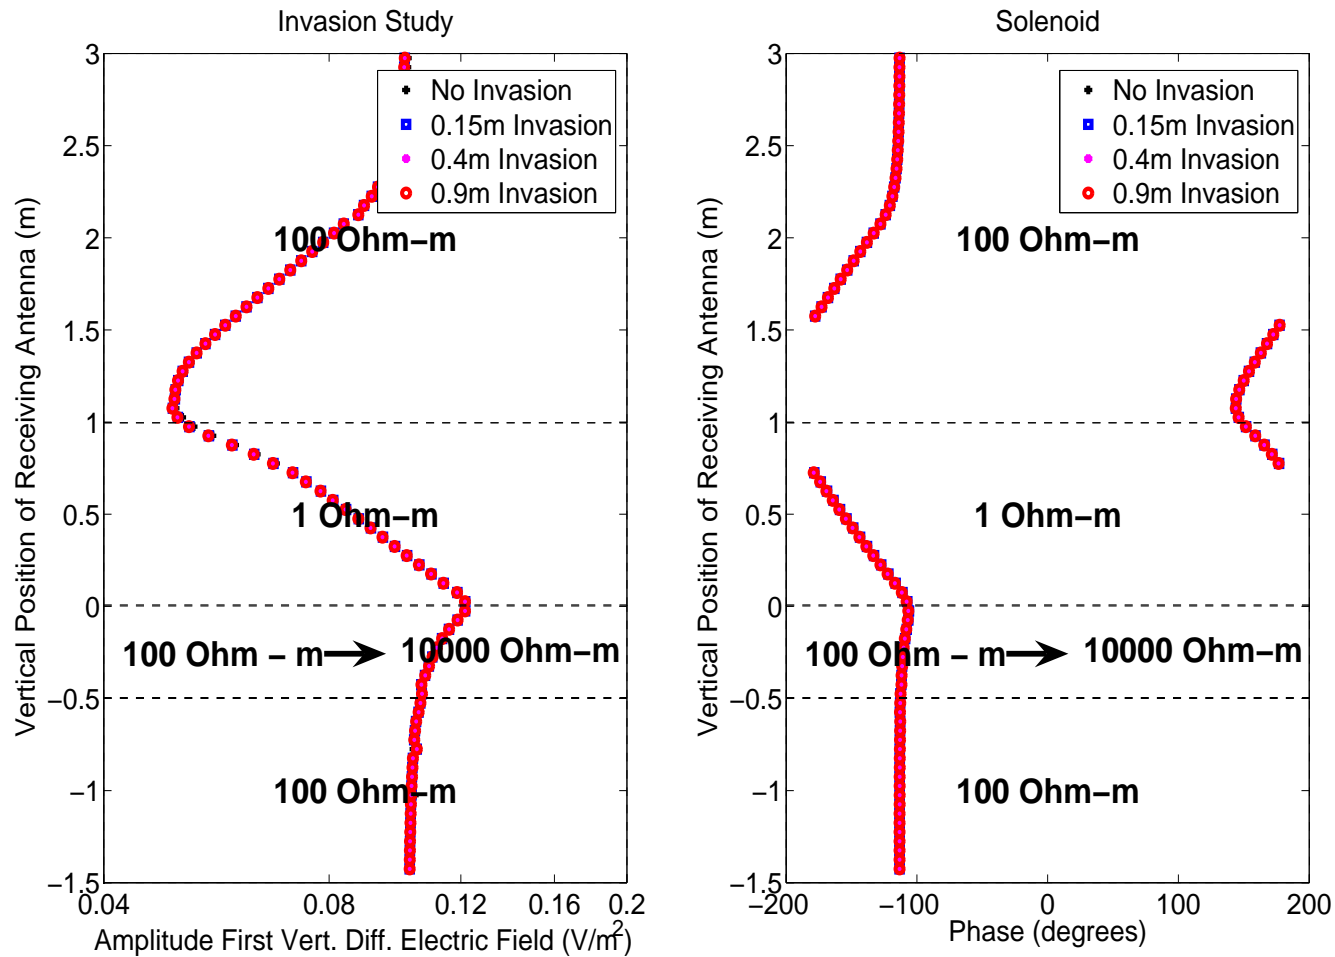 Invasion Study
3
2.5
2
1.5
1
0.5
0
−0.5
−1
−1.5
Vertical Position of Receiving Antenna (m)
No Invasion
0.15m Invasion
0.4m Invasion
0.9m Invasion
100 Ohm−m
1 Ohm−m
100 Ohm − m
10000 Ohm−m
100 Ohm−m
0.04
0.08
0.12
0.16
0.2
Amplitude First Vert. Diff. Electric Field (V/m²)
Solenoid
3
2.5
2
1.5
1
0.5
0
−0.5
−1
−1.5
Vertical Position of Receiving Antenna (m)
No Invasion
0.15m Invasion
0.4m Invasion
0.9m Invasion
100 Ohm−m
1 Ohm−m
100 Ohm − m
10000 Ohm−m
100 Ohm−m
−200
−100
0
100
200
Phase (degrees)